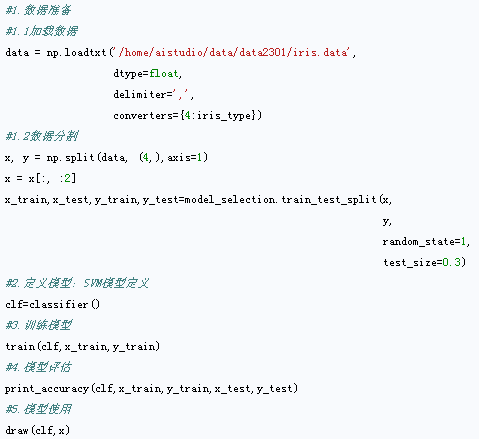 #1.数据准备
#1.1加载数据
data = np.loadtxt('/home/aistudio/data/data2301/iris.data',
dtype=float,
delimiter=',',
converters={4:iris_type})
#1.2数据分割
x, y = np.split(data, (4,),axis=1)
x = x[:, :2]
x_train,x_test,y_train,y_test=model_selection.train_test_split(x,
y,
random_state=1,
test_size=0.3)
#2.定义模型: SVM模型定义
clf=classifier()
#3.训练模型
train(clf,x_train,y_train)
#4.模型评估
print_accuracy(clf,x_train,y_train,x_test,y_test)
#5.模型使用
draw(clf,x)